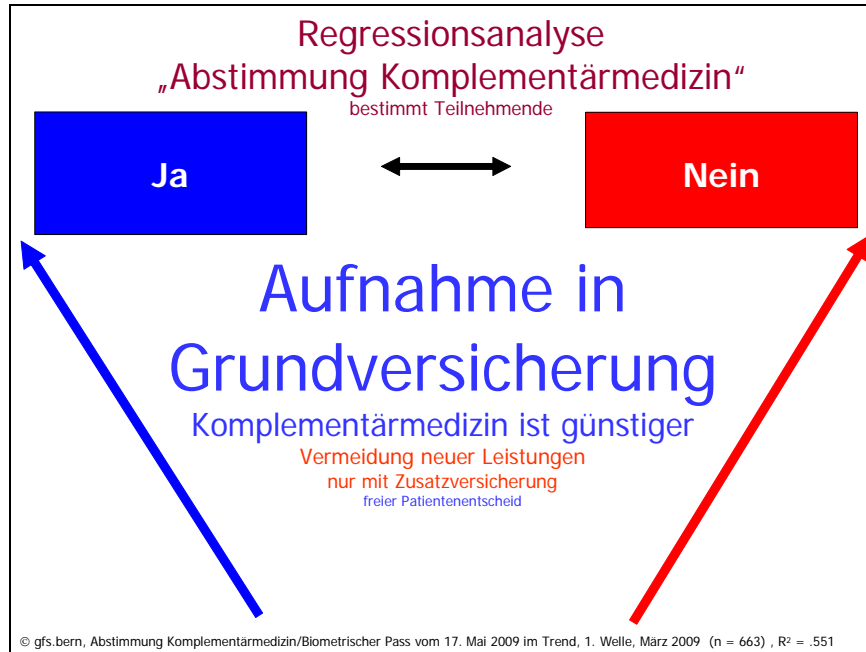 Regressionsanalyse
„Abstimmung Komplementärmedizin“
bestimmt Teilnehmende
Ja
Nein
Aufnahme in
Grundversicherung
Komplementärmedizin ist günstiger
Vermeidung neuer Leistungen
nur mit Zusatzversicherung
freier Patientenentscheid
© gfs.bern, Abstimmung Komplementärmedizin/Biometrischer Pass vom 17. Mai 2009 im Trend, 1. Welle, März 2009 (n = 663) , R² = .551